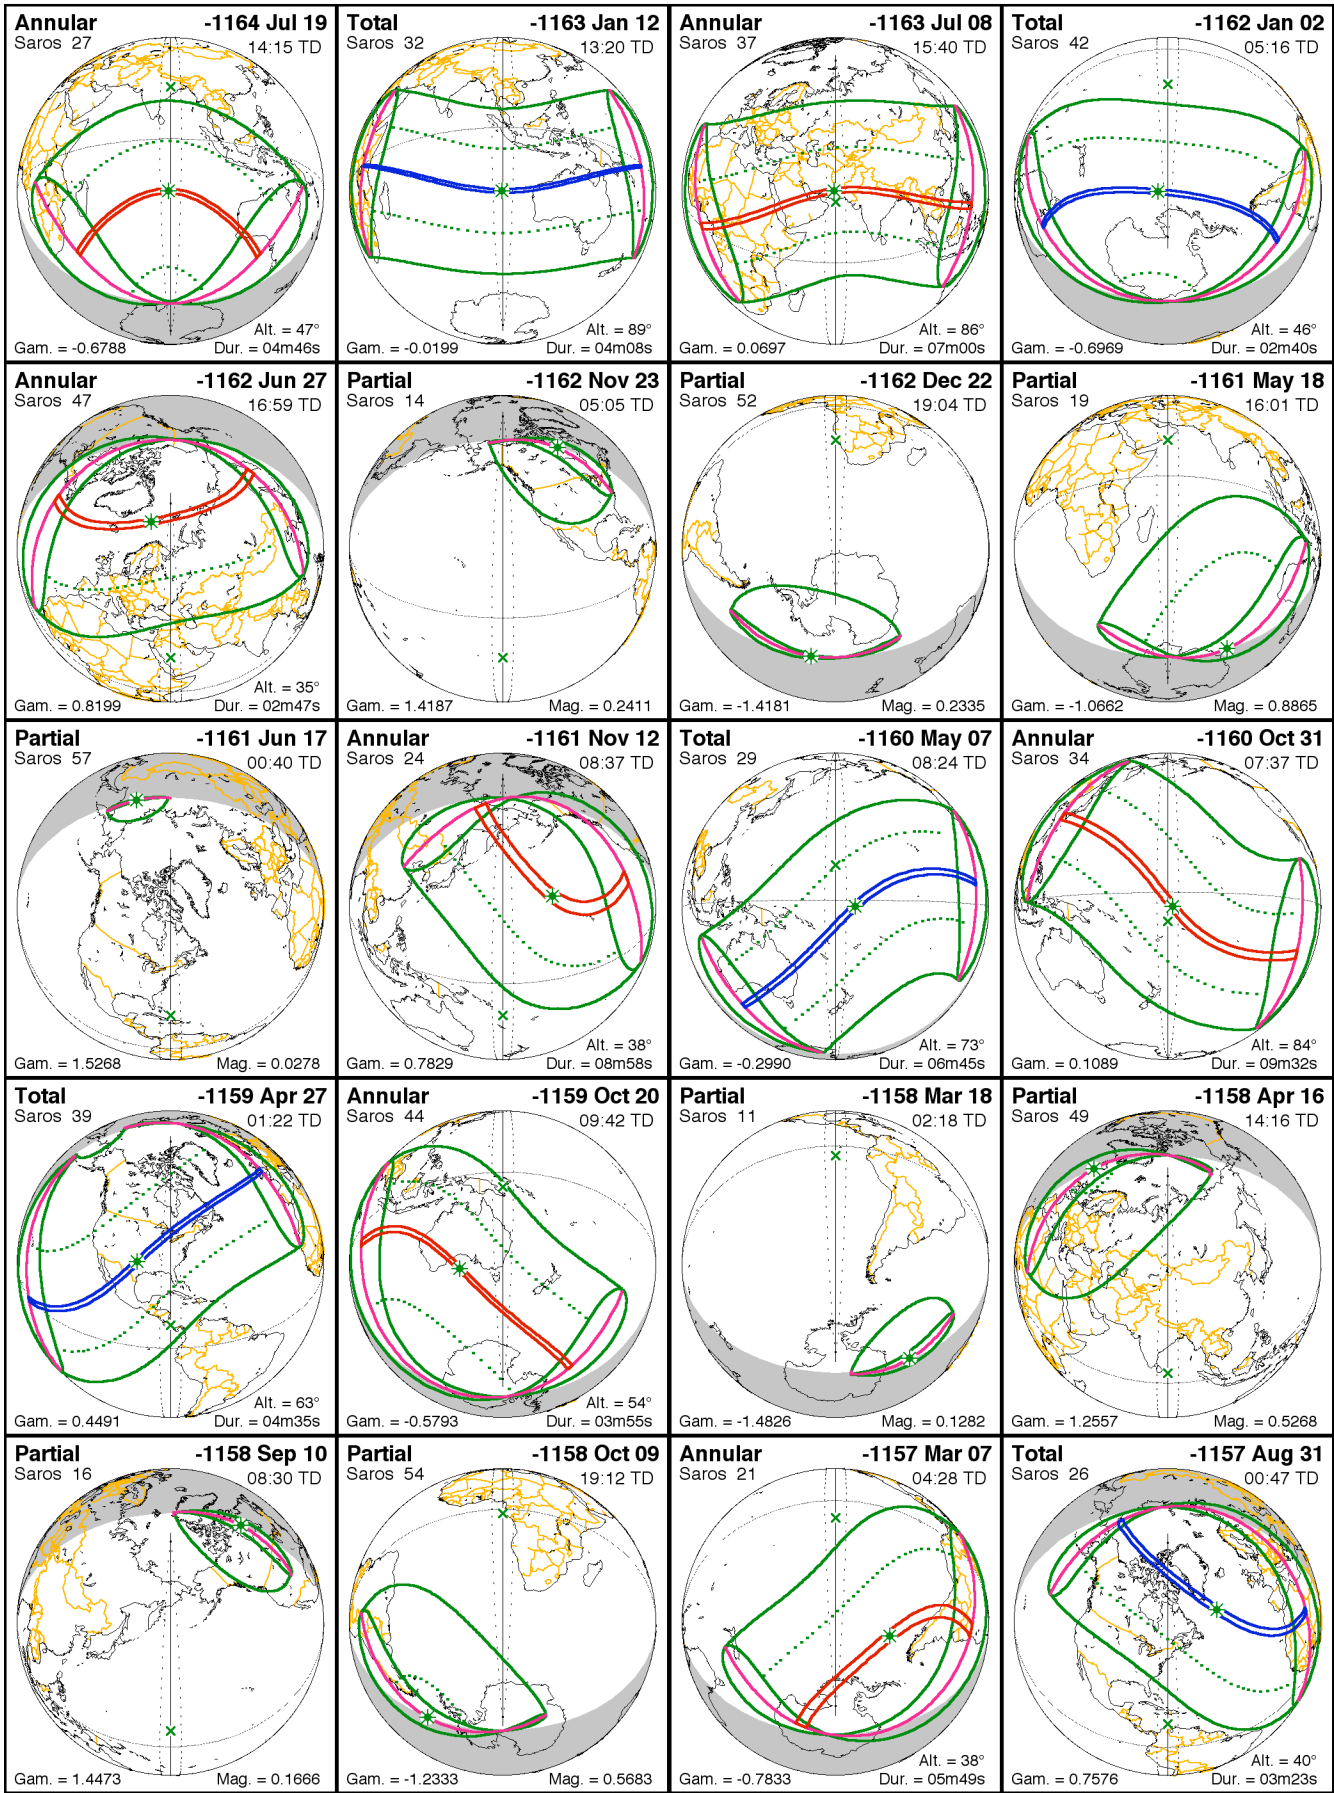 Annular -1164 Jul 19
Saros 27 14:15 TD
Alt. = 47°
Gam. = -0.6788 Dur. = 04m46s
Total -1163 Jan 12
Saros 32 13:20 TD
Alt. = 89°
Gam. = -0.0199 Dur. = 04m08s
Annular -1163 Jul 08
Saros 37 15:40 TD
Alt. = 86°
Gam. = 0.0697 Dur. = 07m00s
Total -1162 Jan 02
Saros 42 05:16 TD
Alt. = 46°
Gam. = -0.6969 Dur. = 02m40s
Annular -1162 Jun 27
Saros 47 16:59 TD
Alt. = 35°
Gam. = 0.8199 Dur. = 02m47s
Partial -1162 Nov 23
Saros 14 05:05 TD
Gam. = 1.4187 Mag. = 0.2411
Partial -1162 Dec 22
Saros 52 19:04 TD
Gam. = -1.4181 Mag. = 0.2335
Partial -1161 May 18
Saros 19 16:01 TD
Gam. = -1.0662 Mag. = 0.8865
Partial -1161 Jun 17
Saros 57 00:40 TD
Gam. = 1.5268 Mag. = 0.0278
Annular -1161 Nov 12
Saros 24 08:37 TD
Alt. = 38°
Gam. = 0.7829 Dur. = 08m58s
Total -1160 May 07
Saros 29 08:24 TD
Alt. = 73°
Gam. = -0.2990 Dur. = 06m45s
Annular -1160 Oct 31
Saros 34 07:37 TD
Alt. = 84°
Gam. = 0.1089 Dur. = 09m32s
Total -1159 Apr 27
Saros 39 01:22 TD
Alt. = 63°
Gam. = 0.4491 Dur. = 04m35s
Annular -1159 Oct 20
Saros 44 09:42 TD
Alt. = 54°
Gam. = -0.5793 Dur. = 03m55s
Partial -1158 Mar 18
Saros 11 02:18 TD
Gam. = -1.4826 Mag. = 0.1282
Partial -1158 Apr 16
Saros 49 14:16 TD
Gam. = 1.2557 Mag. = 0.5268
Partial -1158 Sep 10
Saros 16 08:30 TD
Gam. = 1.4473 Mag. = 0.1666
Partial -1158 Oct 09
Saros 54 19:12 TD
Gam. = -1.2333 Mag. = 0.5683
Annular -1157 Mar 07
Saros 21 04:28 TD
Alt. = 38°
Gam. = -0.7833 Dur. = 05m49s
Total -1157 Aug 31
Saros 26 00:47 TD
Alt. = 40°
Gam. = 0.7576 Dur. = 03m23s